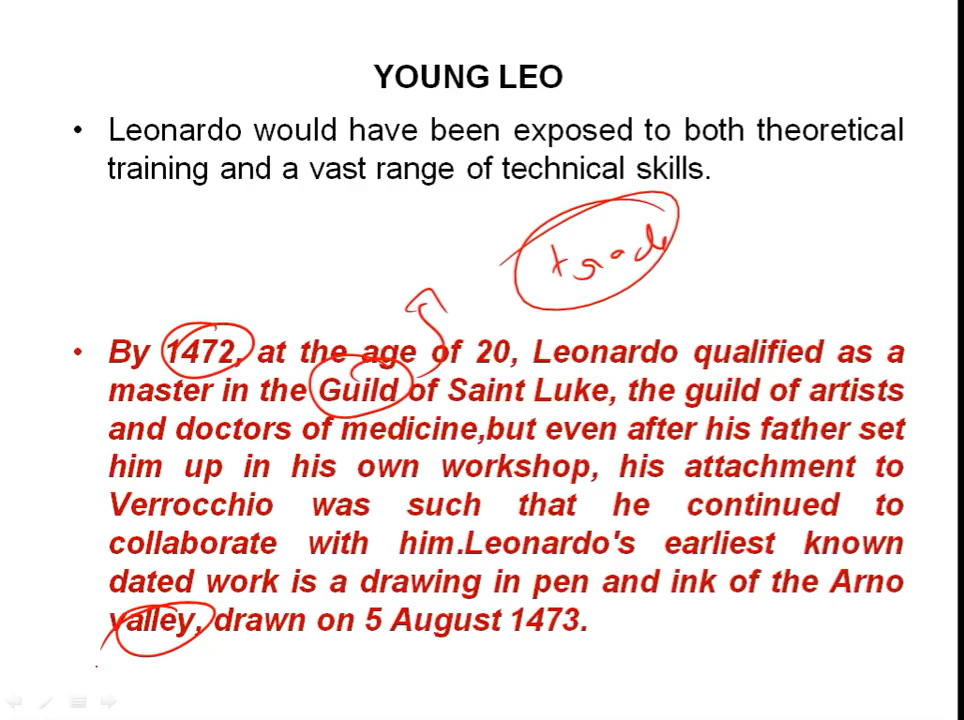 YOUNG LEO
• Leonardo would have been exposed to both theoretical
training and a vast range of technical skills.
trade
• By 1472, at the age of 20, Leonardo qualified as a
master in the Guild of Saint Luke, the guild of artists
and doctors of medicine,but even after his father set
him up in his own workshop, his attachment to
Verrocchio was such that he continued to
collaborate with him.Leonardo's earliest known
dated work is a drawing in pen and ink of the Arno
valley, drawn on 5 August 1473.